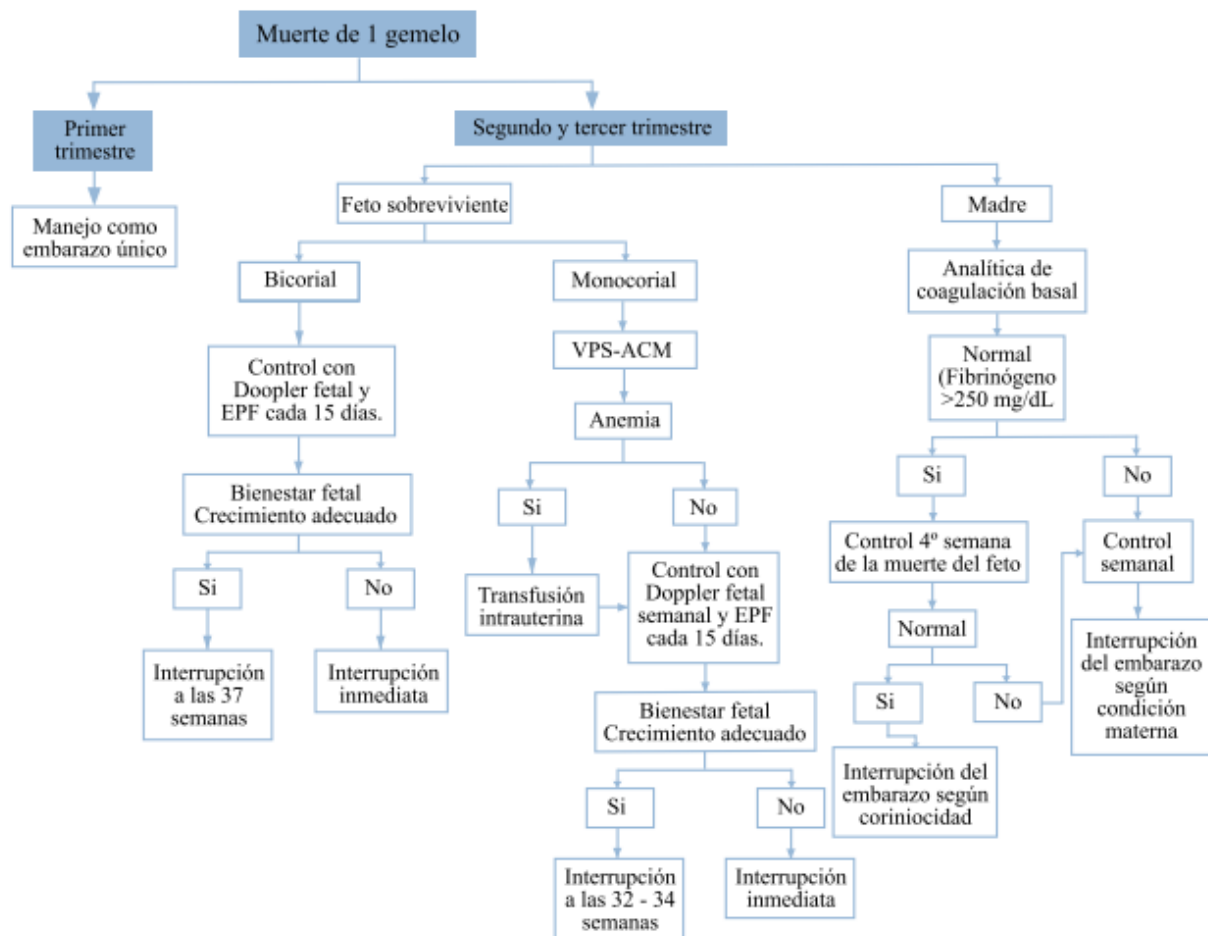 Muerte de 1 gemelo
Primer
trimestre
Segundo y tercer trimestre
Manejo como
embarazo único
Feto sobreviviente
Madre
Bicorial
Monocorial
Analítica de
coagulación basal
Control con
Doopler fetal y
EPF cada 15 días.
VPS-ACM
Normal
(Fibrinógeno
>250 mg/dL
Anemia
Bienestar fetal
Crecimiento adecuado
Si
No
Si
No
Si
No
Control 4º semana
de la muerte del feto
Control
semanal
Transfusión
intrauterina
Control con
Doppler fetal
semanal y EPF
cada 15 días.
Normal
Interrupción
a las 37
semanas
Interrupción
inmediata
Si
No
Interrupción
del embarazo
según
condición
materna
Bienestar fetal
Crecimiento adecuado
Interrupción del
embarazo según
coriniocidad
Si
No
Interrupción
a las 32 - 34
semanas
Interrupción
inmediata